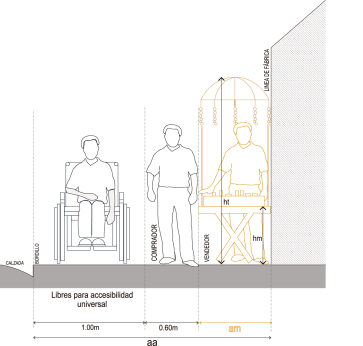 LÍNEA DE FÁBRICA
ht
COMPRADOR
VENDEDOR
hm
CALZADA
BORDILLO
Libres para accesibilidad
universal
1.00m
0.60m
am
aa